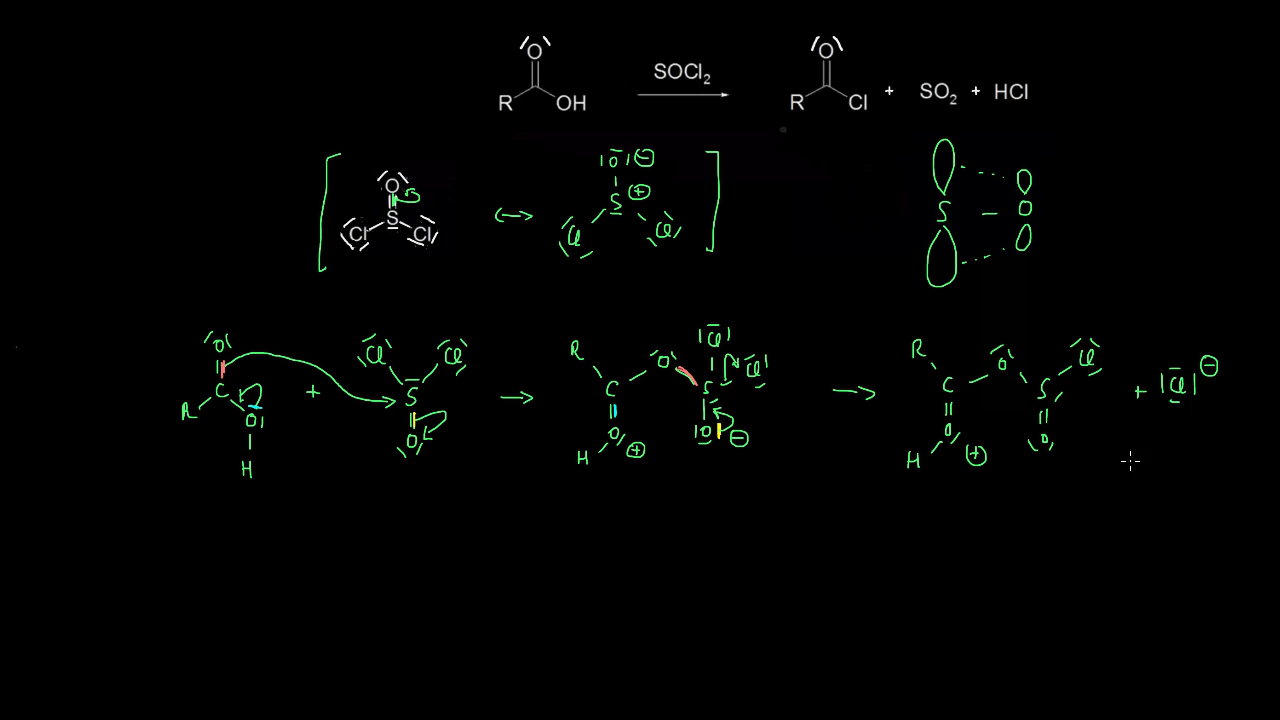 O O
SOCl2
R OH R Cl + SO2 + HCl
|O| ⊖
O S ⊕
S ↔ S — O
Cl Cl Cl Cl
O Cl Cl R O Cl Cl R O Cl
C + S → C S → C S + |Cl| ⊖
R O O O ⊕ |O| ⊖ O O
H H H ⊕